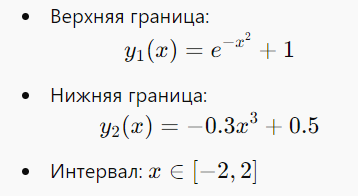 • Верхняя граница:
y₁(x) = e^{−x²} + 1
• Нижняя граница:
y₂(x) = −0.3x³ + 0.5
• Интервал: x ∈ [−2, 2]